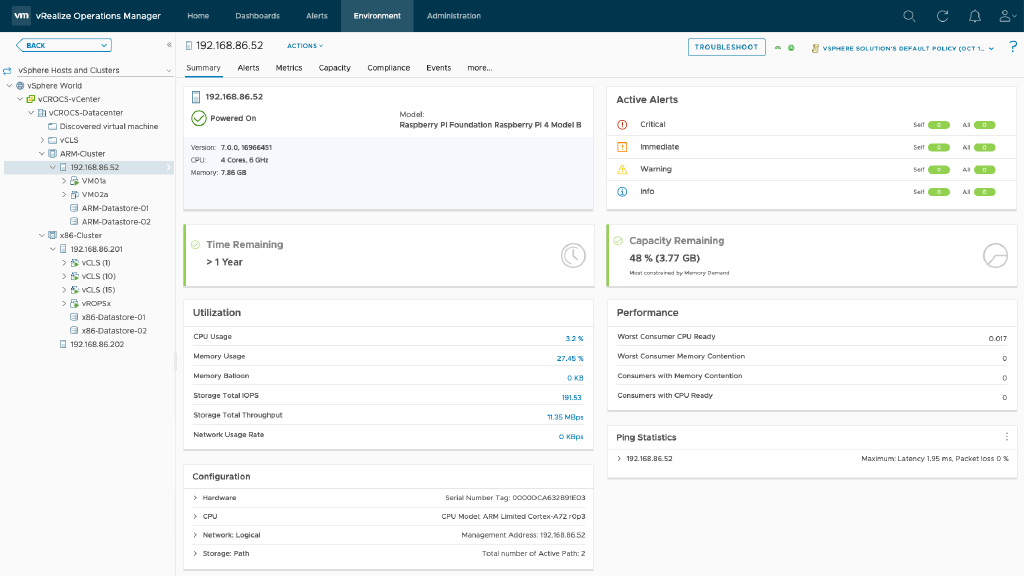 vm vRealize Operations Manager Home Dashboards Alerts Environment Administration
BACK
vSphere Hosts and Clusters
vSphere World
vCROCS-vCenter
vCROCS-Datacenter
Discovered virtual machine
vCLS
ARM-Cluster
192.168.86.52
VM01a
VM02a
ARM-Datastore-01
ARM-Datastore-02
x86-Cluster
192.168.86.201
vCLS (1)
vCLS (10)
vCLS (15)
vROPSx
x86-Datastore-01
x86-Datastore-02
192.168.86.202
192.168.86.52 ACTIONS
TROUBLESHOOT VSPHERE SOLUTION'S DEFAULT POLICY (OCT 1... ?
Summary Alerts Metrics Capacity Compliance Events more...
192.168.86.52
Powered On
Model:
Raspberry Pi Foundation Raspberry Pi 4 Model B
Version: 7.0.0, 16966451
CPU: 4 Cores, 6 GHz
Memory: 7.86 GB
Active Alerts
Critical Self 0 All 0
Immediate Self 0 All 0
Warning Self 0 All 0
Info Self 0 All 0
Time Remaining
> 1 Year
Capacity Remaining
48 % (3.77 GB)
Most constrained by Memory Demand
Utilization
CPU Usage 3.2 %
Memory Usage 27.45 %
Memory Balloon 0 KB
Storage Total IOPS 191.53
Storage Total Throughput 11.35 MBps
Network Usage Rate 0 KBps
Performance
Worst Consumer CPU Ready 0.017
Worst Consumer Memory Contention 0
Consumers with Memory Contention 0
Consumers with CPU Ready 0
Ping Statistics
192.168.86.52 Maximum: Latency 1.95 ms, Packet loss 0 %
Configuration
Hardware Serial Number Tag: 0000DCA632B91E03
CPU CPU Model: ARM Limited Cortex-A72 r0p3
Network: Logical Management Address: 192.168.86.52
Storage: Path Total number of Active Path: 2